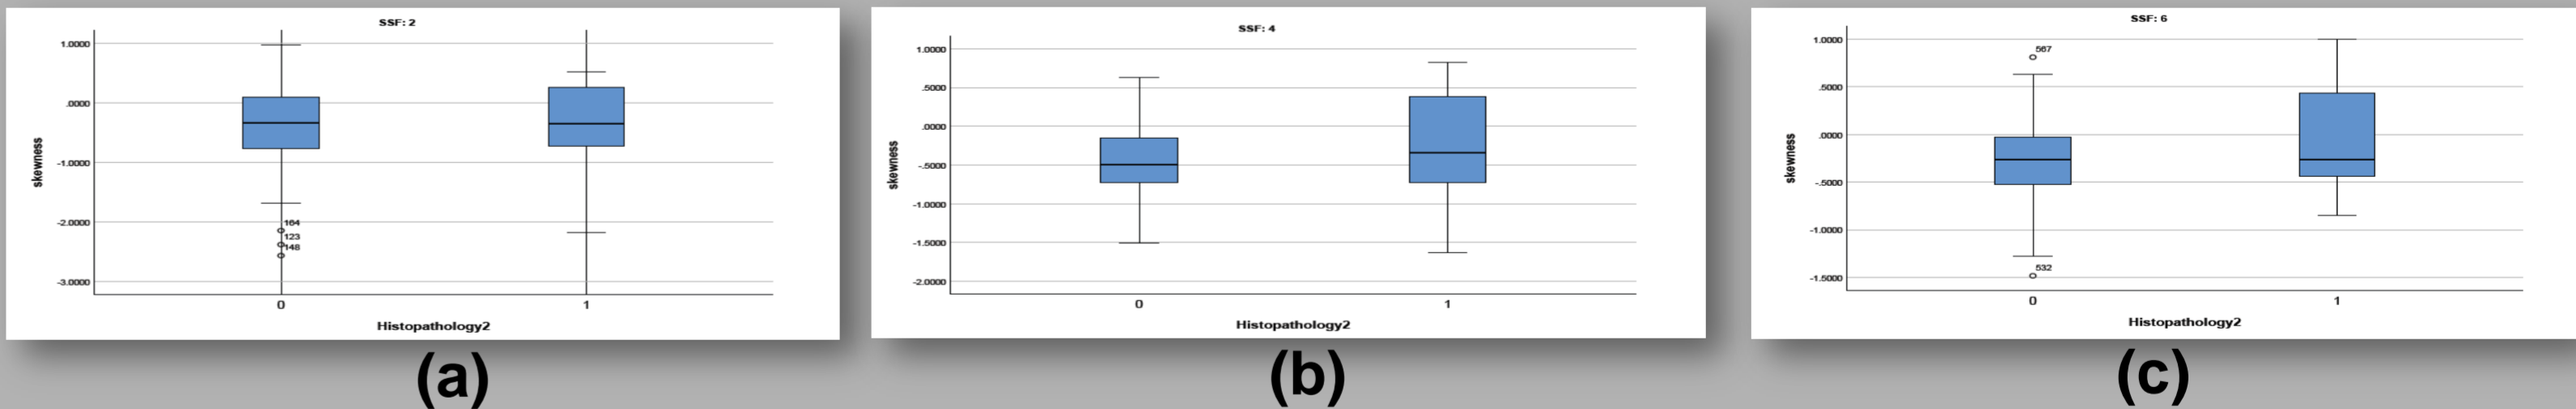 SSF: 2
1.0000
.0000
-1.0000
-2.0000
-3.0000
skewness
164
123
148
0
1
Histopathology2
(a)
SSF: 4
1.0000
.5000
.0000
-.5000
-1.0000
-1.5000
-2.0000
skewness
0
1
Histopathology2
(b)
SSF: 6
1.0000
.5000
.0000
-.5000
-1.0000
-1.5000
skewness
567
532
0
1
Histopathology2
(c)